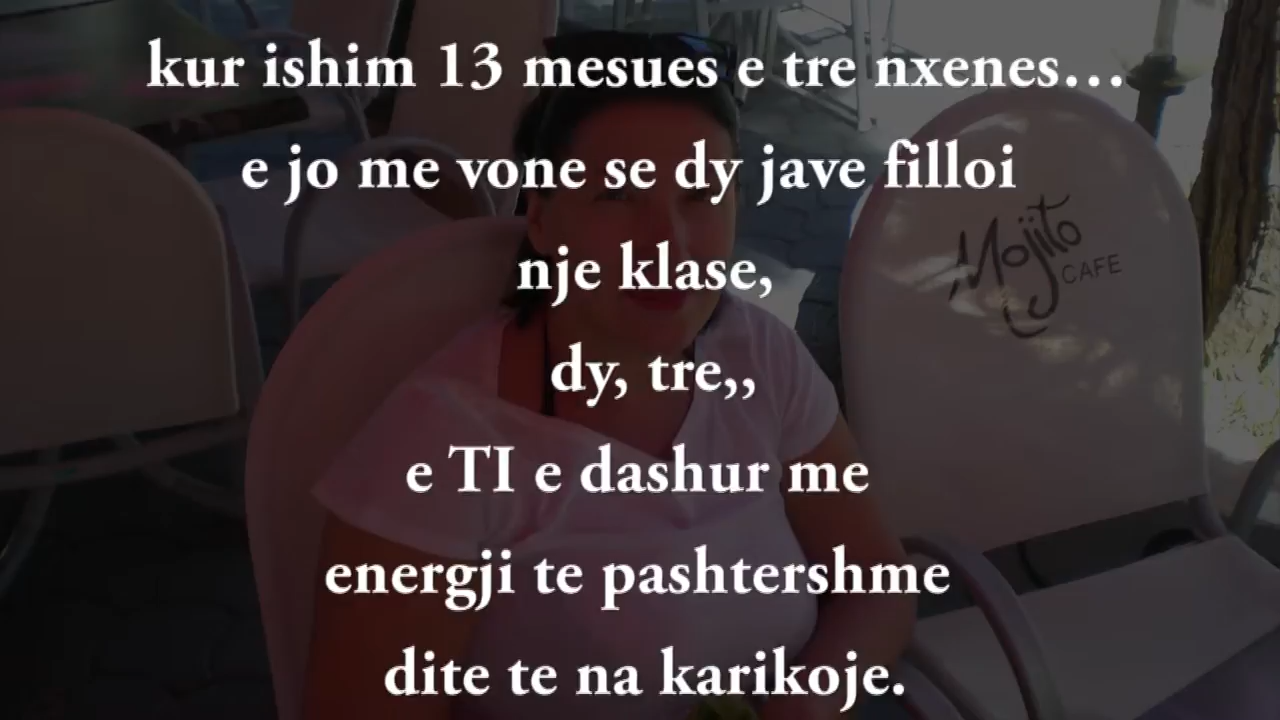 kur ishim 13 mesues e tre nxenes...
e jo me vone se dy jave filloi
nje klase,
dy, tre,,
e TI e dashur me
energji te pashtershme
dite te na karikoje.
Mojito
CAFE